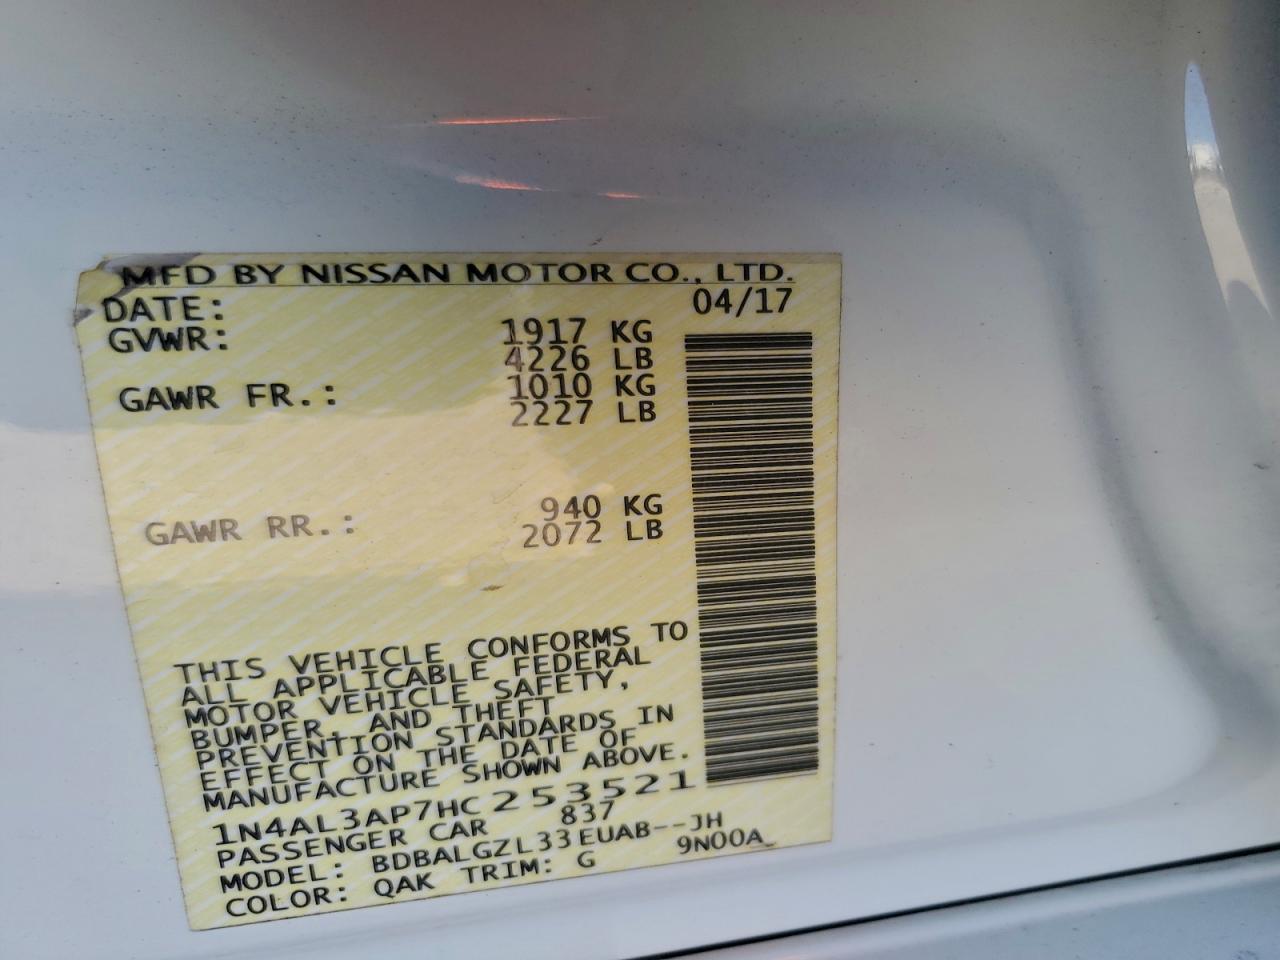 MFD BY NISSAN MOTOR CO., LTD.
DATE: 04/17
GVWR: 1917 KG
4226 LB
GAWR FR.: 1010 KG
2227 LB
GAWR RR.: 940 KG
2072 LB
THIS VEHICLE CONFORMS TO
ALL APPLICABLE FEDERAL
MOTOR VEHICLE SAFETY,
BUMPER, AND THEFT
PREVENTION STANDARDS IN
EFFECT ON THE DATE OF
MANUFACTURE SHOWN ABOVE.
1N4AL3AP7HC253521
PASSENGER CAR 837
MODEL: BDBALGZL33EUAB--JH
COLOR: QAK TRIM: G 9N00A